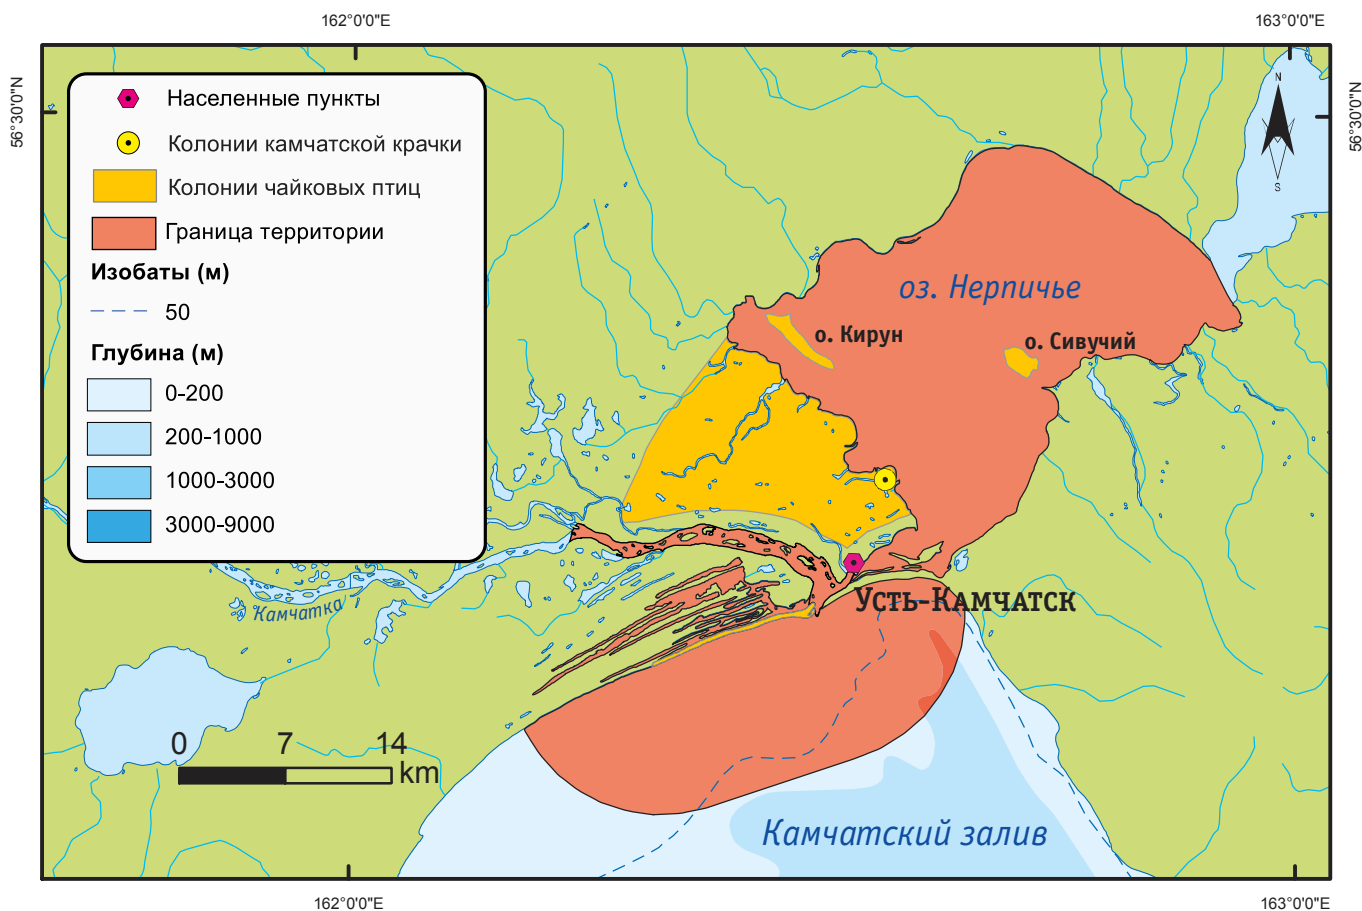 162°0'0"E
163°0'0"E
56°30'0"N
56°30'0"N
N
S
Населенные пункты
Колонии камчатской крачки
Колонии чайковых птиц
Граница территории
Изобаты (м)
50
Глубина (м)
0-200
200-1000
1000-3000
3000-9000
оз. Нерпичье
о. Кирун
о. Сивучий
Усть-Камчатск
Камчатка
0 7 14
km
Камчатский залив
162°0'0"E
163°0'0"E